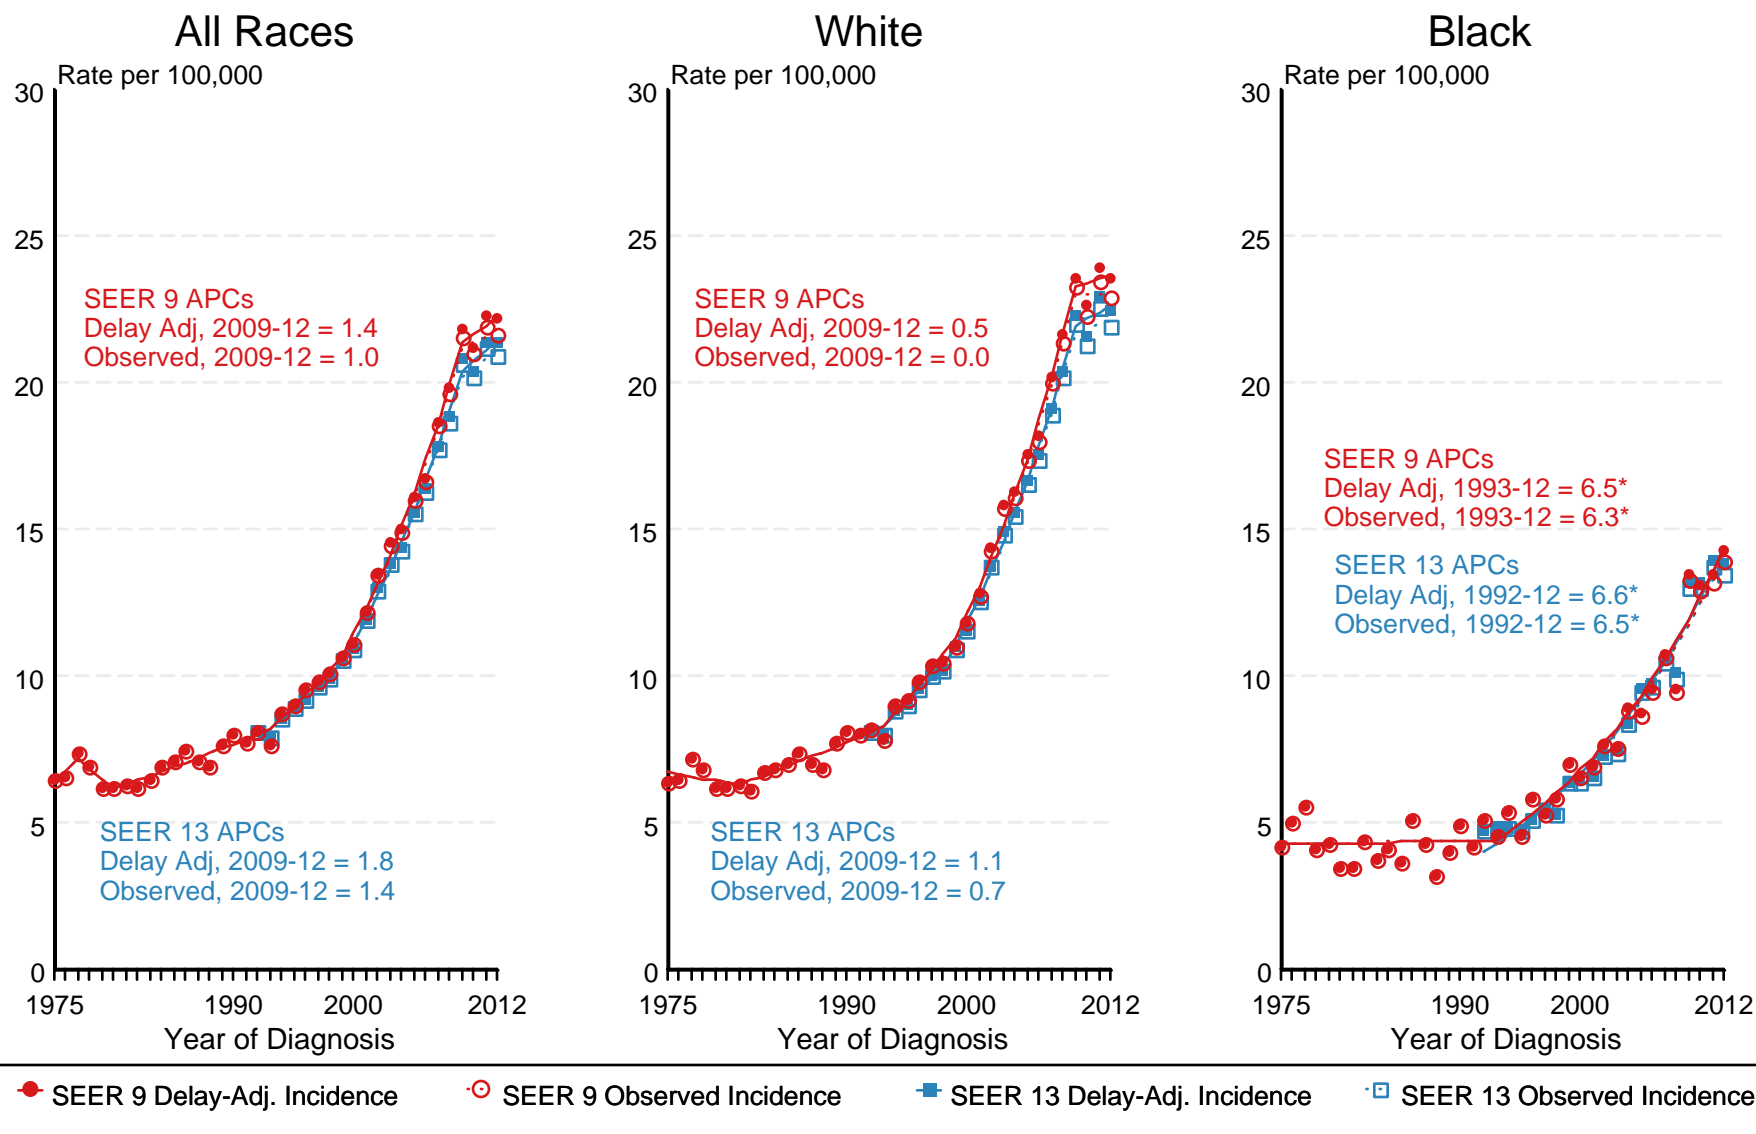 All Races
White
Black
Rate per 100,000
Rate per 100,000
Rate per 100,000
30
25
20
15
10
5
0
SEER 9 APCs
Delay Adj, 2009-12 = 1.4
Observed, 2009-12 = 1.0
SEER 13 APCs
Delay Adj, 2009-12 = 1.8
Observed, 2009-12 = 1.4
1975
1990
2000
2012
Year of Diagnosis
30
25
20
15
10
5
0
SEER 9 APCs
Delay Adj, 2009-12 = 0.5
Observed, 2009-12 = 0.0
SEER 13 APCs
Delay Adj, 2009-12 = 1.1
Observed, 2009-12 = 0.7
1975
1990
2000
2012
Year of Diagnosis
30
25
20
15
10
5
0
SEER 9 APCs
Delay Adj, 1993-12 = 6.5*
Observed, 1993-12 = 6.3*
SEER 13 APCs
Delay Adj, 1992-12 = 6.6*
Observed, 1992-12 = 6.5*
1975
1990
2000
2012
Year of Diagnosis
SEER 9 Delay-Adj. Incidence
SEER 9 Observed Incidence
SEER 13 Delay-Adj. Incidence
SEER 13 Observed Incidence